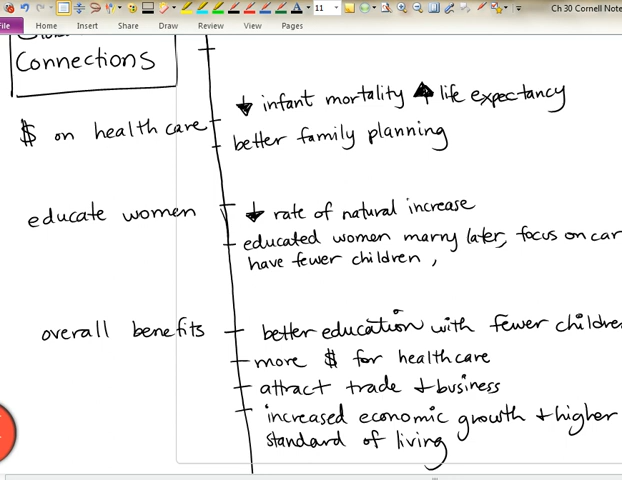 11
Ch 30 Cornell Note
File Home Insert Draw Review View Pages
Connections
↓ infant mortality ↑ life expectancy
$ on health care
better family planning
educate women
↓ rate of natural increase
educated women marry later, focus on car
have fewer children,
overall benefits
better education with fewer childre
more $ for healthcare
attract trade + business
increased economic growth + higher
standard of living